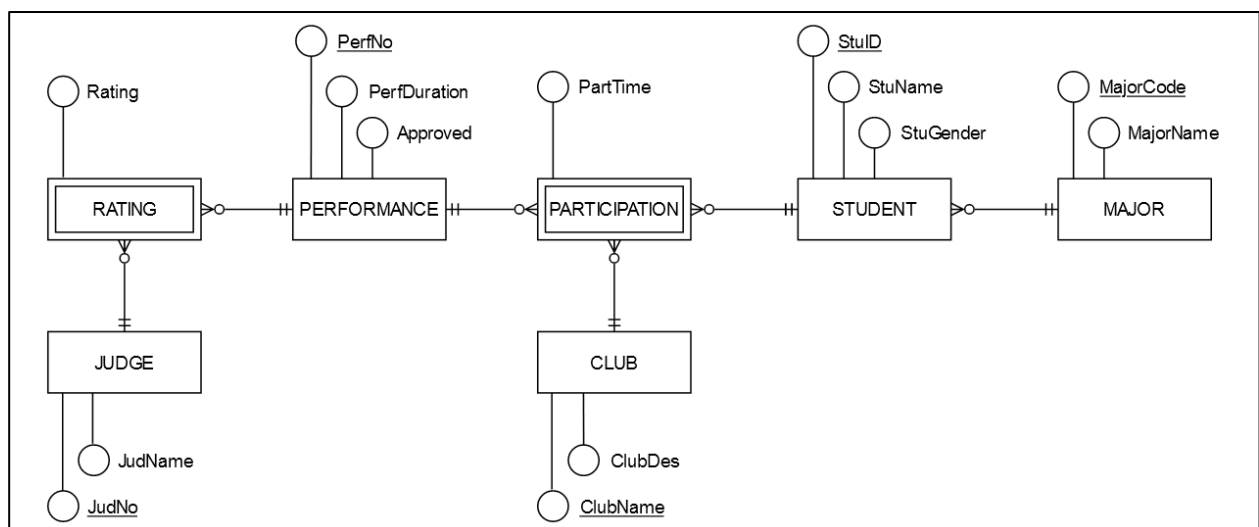 PerfNo
StuID
Rating
PerfDuration
PartTime
StuName
MajorCode
Approved
StuGender
MajorName
RATING
PERFORMANCE
PARTICIPATION
STUDENT
MAJOR
JUDGE
CLUB
JudName
ClubDes
JudNo
ClubName